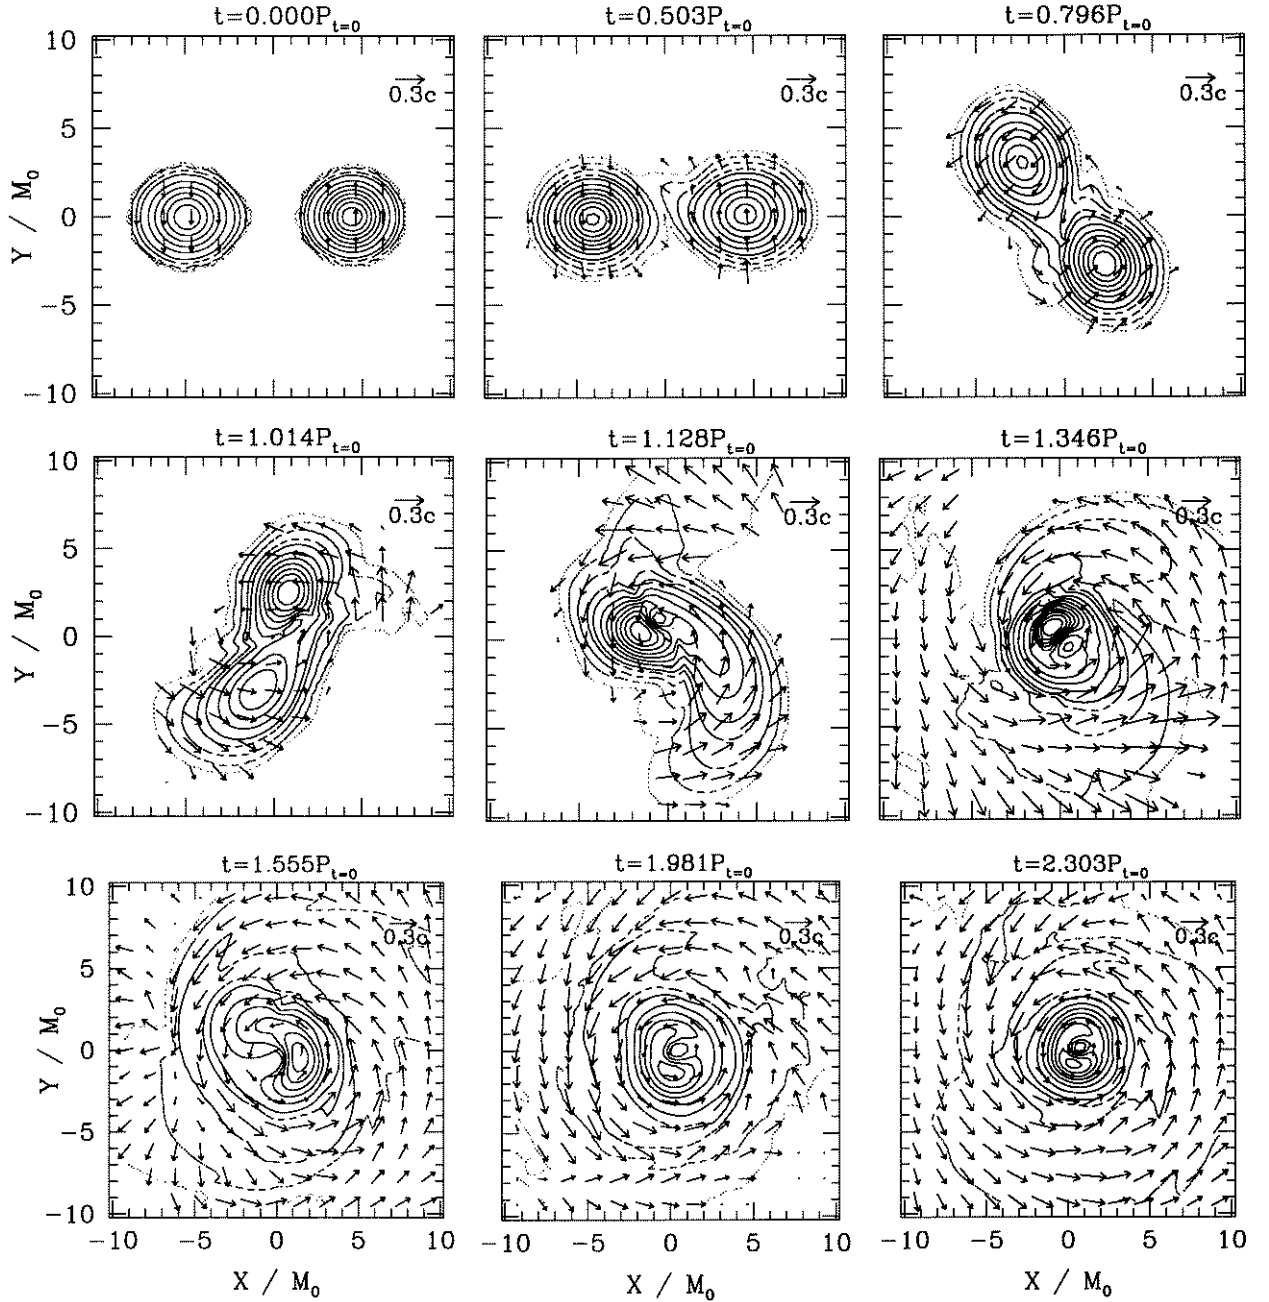 t=0.000P_{t=0} t=0.503P_{t=0} t=0.796P_{t=0}
10 0.3c 0.3c 0.3c
5
Y / M_0 0
-5
-10
t=1.014P_{t=0} t=1.128P_{t=0} t=1.346P_{t=0}
10 0.3c 0.3c 0.3c
5
Y / M_0 0
-5
-10
t=1.555P_{t=0} t=1.981P_{t=0} t=2.303P_{t=0}
10 0.3c 0.3c 0.3c
5
Y / M_0 0
-5
-10
-10 -5 0 5 10 -10 -5 0 5 10 -10 -5 0 5 10
X / M_0 X / M_0 X / M_0